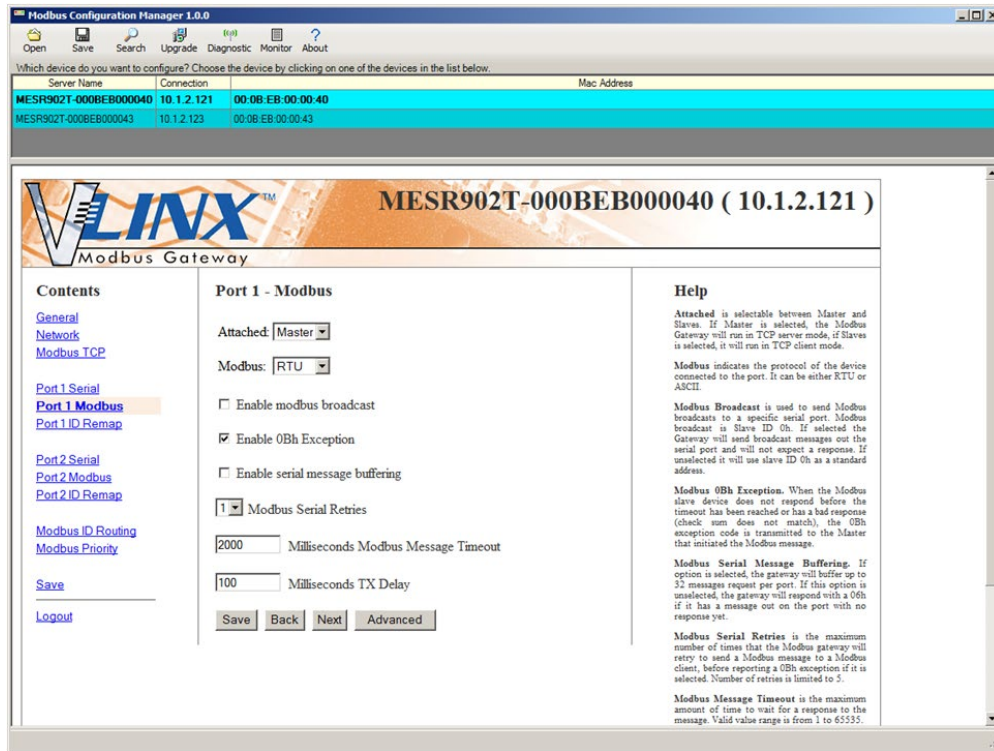 Modbus Configuration Manager 1.0.0
Open Save Search Upgrade Diagnostic Monitor About
Which device do you want to configure? Choose the device by clicking on one of the devices in the list below.
Server Name Connection Mac Address
MESR902T-000BEB000040 10.1.2.121 00:0B:EB:00:00:40
MESR902T-000BEB000043 10.1.2.123 00:0B:EB:00:00:43
VLINX™
Modbus Gateway
MESR902T-000BEB000040 ( 10.1.2.121 )
Contents
General
Network
Modbus TCP
Port 1 Serial
Port 1 Modbus
Port 1 ID Remap
Port 2 Serial
Port 2 Modbus
Port 2 ID Remap
Modbus ID Routing
Modbus Priority
Save
Logout
Port 1 - Modbus
Attached: Master
Modbus: RTU
Enable modbus broadcast
Enable 0Bh Exception
Enable serial message buffering
1 Modbus Serial Retries
2000 Milliseconds Modbus Message Timeout
100 Milliseconds TX Delay
Save Back Next Advanced
Help
Attached is selectable between Master and
Slaves. If Master is selected, the Modbus
Gateway will run in TCP server mode, if Slaves
is selected, it will run in TCP client mode.
Modbus indicates the protocol of the device
connected to the port. It can be either RTU or
ASCII.
Modbus Broadcast is used to send Modbus
broadcasts to a specific serial port. Modbus
broadcast is Slave ID 0h. If selected the
Gateway will send broadcast messages out the
serial port and will not expect a response. If
unselected it will use slave ID 0h as a standard
address.
Modbus 0Bh Exception. When the Modbus
slave device does not respond before the
timeout has been reached or has a bad response
(check sum does not match), the 0Bh
exception code is transmitted to the Master
that initiated the Modbus message.
Modbus Serial Message Buffering. If
option is selected, the gateway will buffer up to
32 messages request per port. If this option is
unselected, the gateway will respond with a 06h
if it has a message out on the port with no
response yet.
Modbus Serial Retries is the maximum
number of times that the Modbus gateway will
retry to send a Modbus message to a Modbus
client, before reporting a 0Bh exception if it is
selected. Number of retries is limited to 5.
Modbus Message Timeout is the maximum
amount of time to wait for a response to the
message. Valid value range is from 1 to 65535.